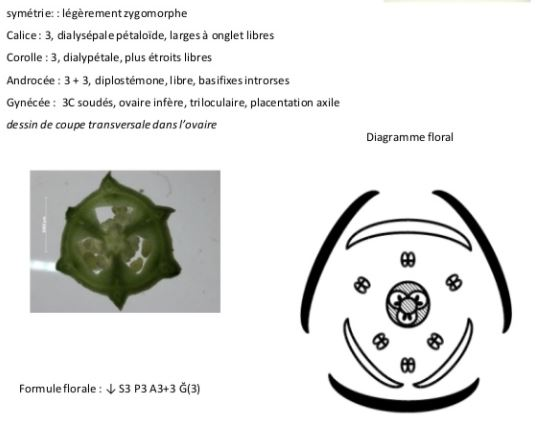 symétrie: : légèrement zygomorphe
Calice : 3, dialysépale pétaloïde, larges à onglet libres
Corolle : 3, dialypétale, plus étroits libres
Androcée : 3 + 3, diplostémone, libre, basifixes introrses
Gynécée : 3C soudés, ovaire infère, triloculaire, placentation axile
dessin de coupe transversale dans l'ovaire
Diagramme floral
Formule florale : ↓ S3 P3 A3+3 Ğ(3)